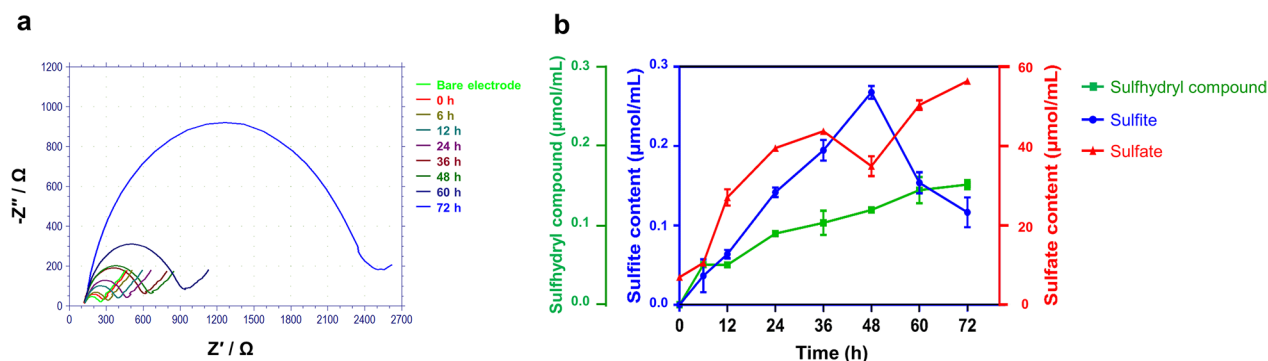 a
-Z″ / Ω
1200
1000
800
600
400
200
0
0 300 600 900 1200 1500 1800 2100 2400 2700
Z′ / Ω
Bare electrode
0 h
6 h
12 h
24 h
36 h
48 h
60 h
72 h
b
Sulfhydryl compound (μmol/mL)
0.3
0.2
0.1
0.0
Sulfite content (μmol/mL)
0.3
0.2
0.1
0.0
0 12 24 36 48 60 72
Time (h)
60
40
20
0
Sulfate content (μmol/mL)
Sulfhydryl compound
Sulfite
Sulfate